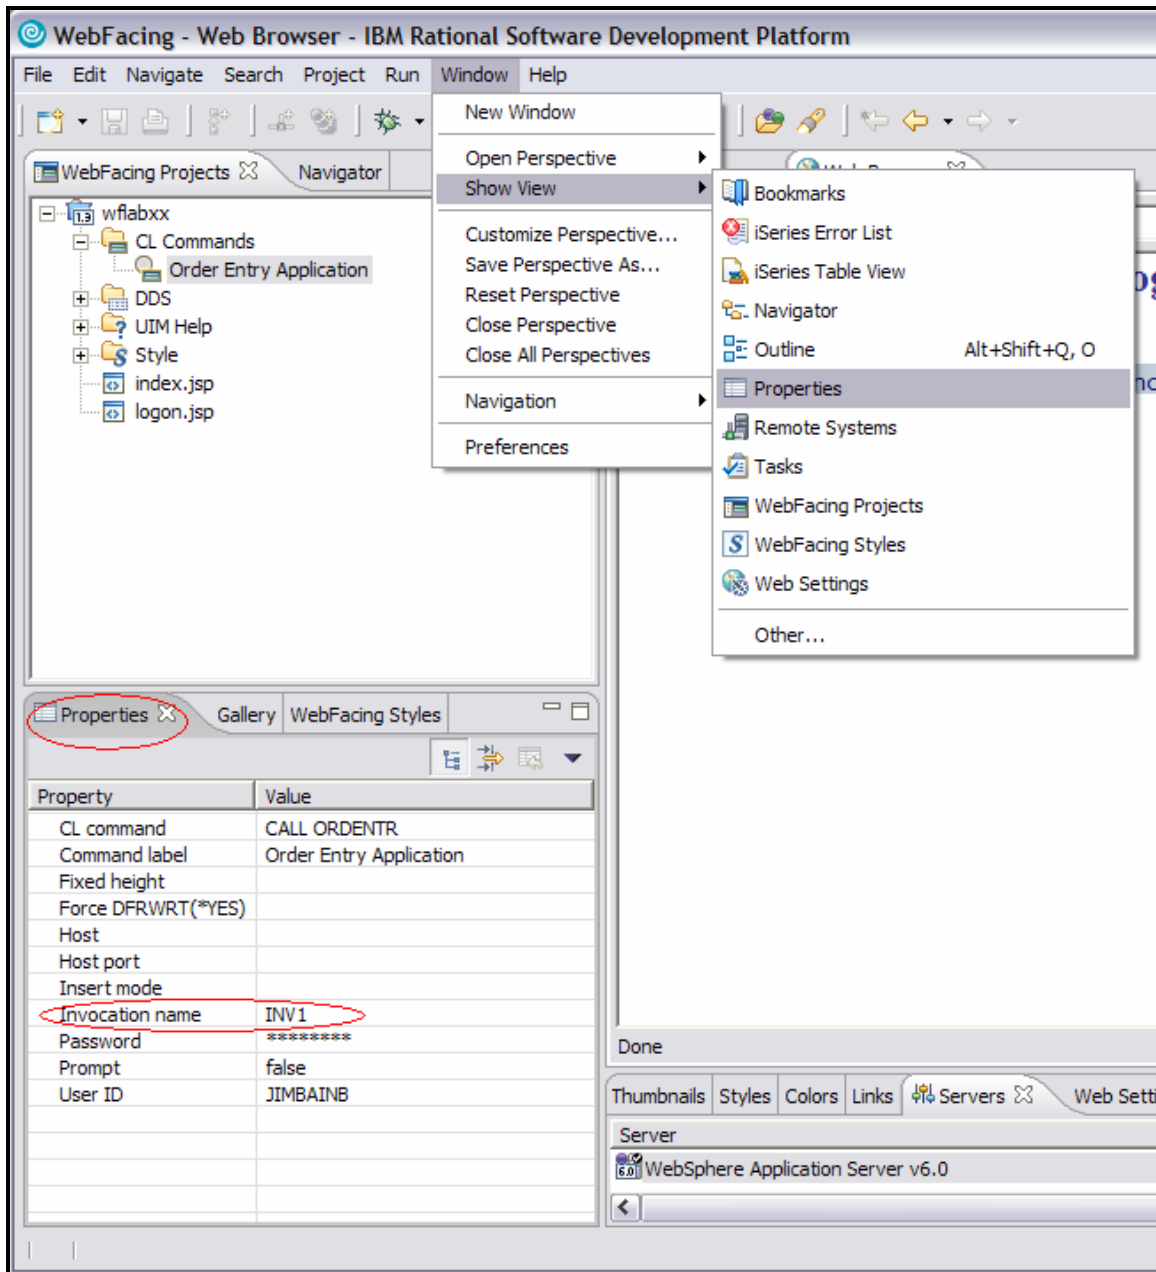 WebFacing - Web Browser - IBM Rational Software Development Platform
File Edit Navigate Search Project Run Window Help
New Window
Open Perspective
Show View
Customize Perspective...
Save Perspective As...
Reset Perspective
Close Perspective
Close All Perspectives
Navigation
Preferences
Bookmarks
iSeries Error List
iSeries Table View
Navigator
Outline Alt+Shift+Q, O
Properties
Remote Systems
Tasks
WebFacing Projects
WebFacing Styles
Web Settings
Other...
WebFacing Projects Navigator
wflabxx
CL Commands
Order Entry Application
DDS
UIM Help
Style
index.jsp
logon.jsp
Properties Gallery WebFacing Styles
Property Value
CL command CALL ORDENTR
Command label Order Entry Application
Fixed height
Force DFRWRT(*YES)
Host
Host port
Insert mode
Invocation name INV1
Password ********
Prompt false
User ID JIMBAINB
Done
Thumbnails Styles Colors Links Servers Web Setti
Server
WebSphere Application Server v6.0